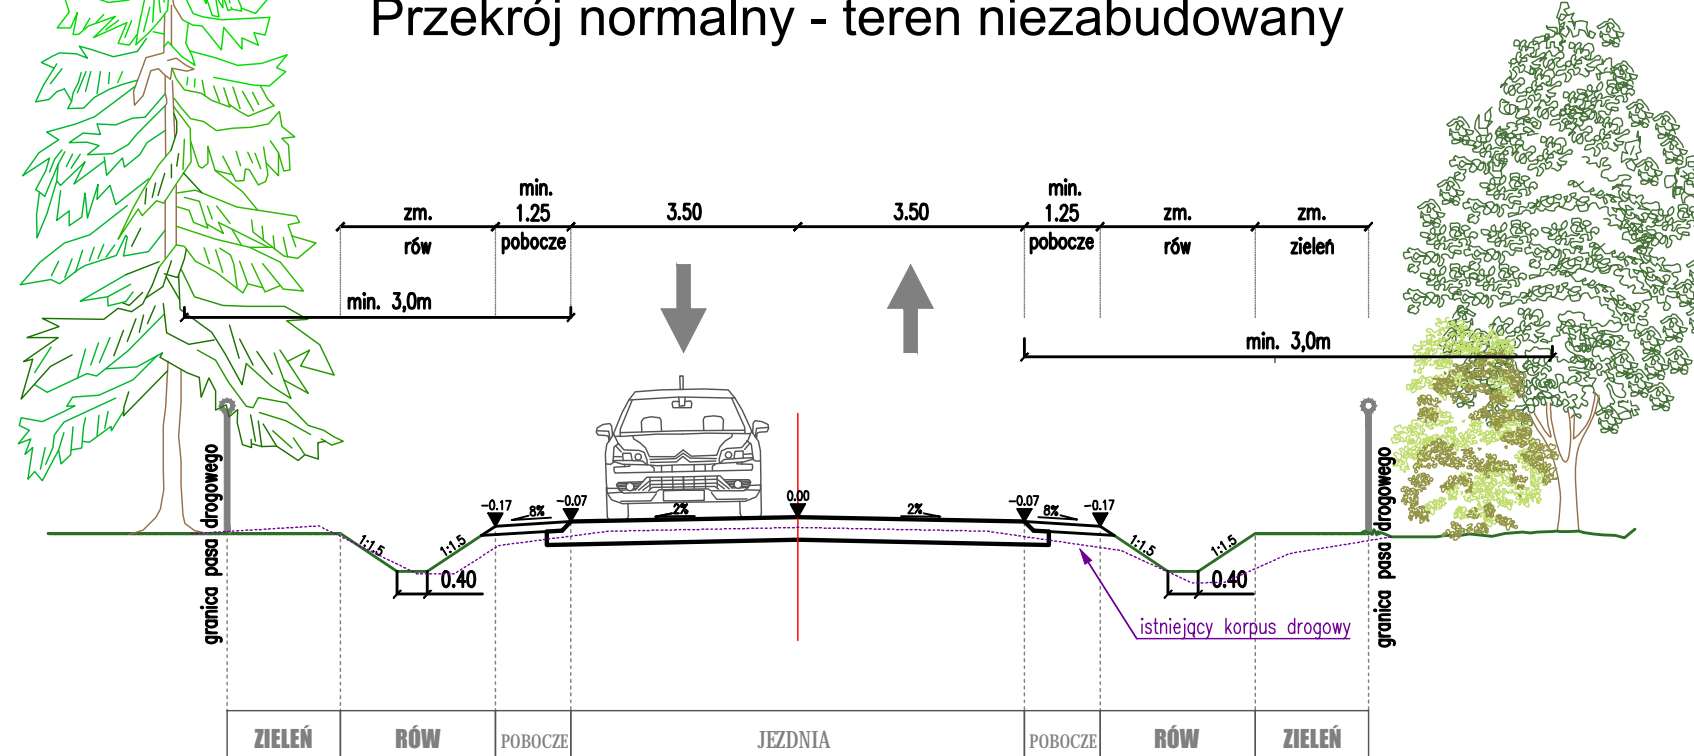 Przekrój normalny - teren niezabudowany
min.
min.
zm.
1.25
3.50
3.50
1.25
zm.
zm.
rów
pobocze
pobocze
rów
zieleń
min. 3,0m
min. 3,0m
granica pasa drogowego
granica pasa drogowego
-0.17
8%
-0.07
2%
0.00
2%
-0.07
8%
-0.17
1:1.5
1:1.5
1:1.5
1:1.5
0.40
0.40
istniejący korpus drogowy
ZIELEŃ
RÓW
POBOCZE
JEZDNIA
POBOCZE
RÓW
ZIELEŃ